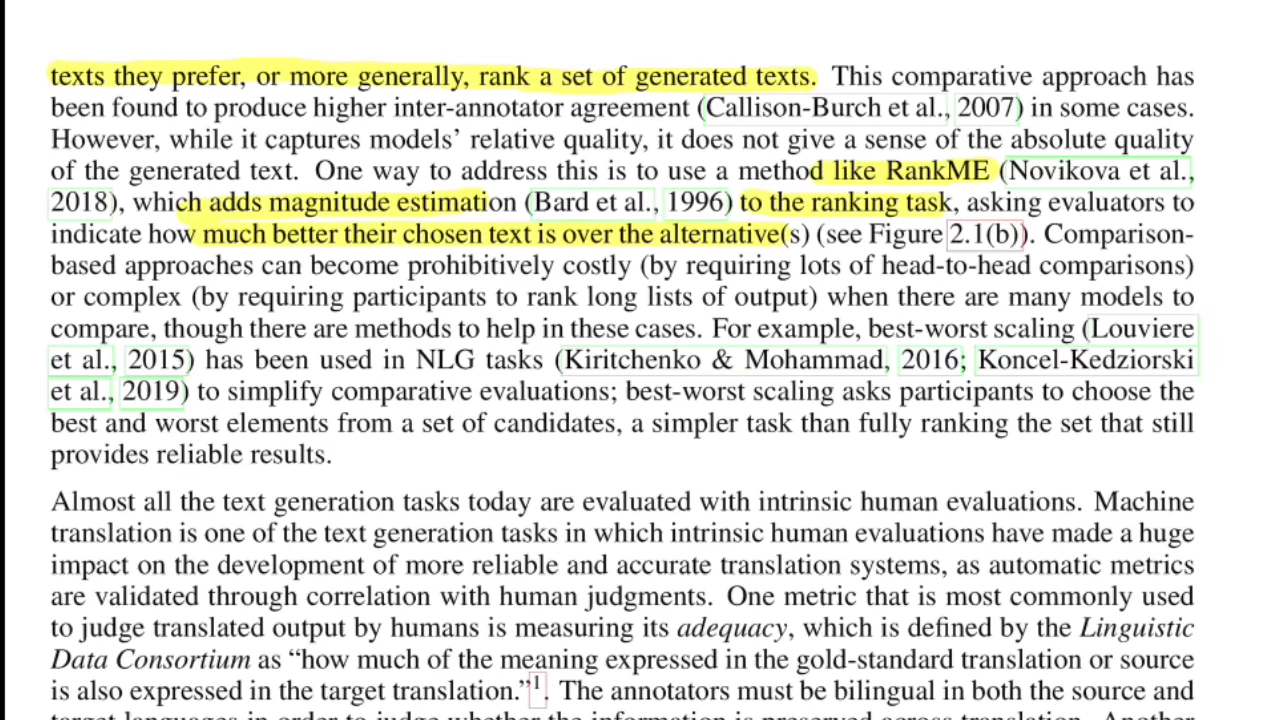 texts they prefer, or more generally, rank a set of generated texts. This comparative approach has
been found to produce higher inter-annotator agreement (Callison-Burch et al., 2007) in some cases.
However, while it captures models’ relative quality, it does not give a sense of the absolute quality
of the generated text. One way to address this is to use a method like RankME (Novikova et al.,
2018), which adds magnitude estimation (Bard et al., 1996) to the ranking task, asking evaluators to
indicate how much better their chosen text is over the alternative(s) (see Figure 2.1(b)). Comparison-
based approaches can become prohibitively costly (by requiring lots of head-to-head comparisons)
or complex (by requiring participants to rank long lists of output) when there are many models to
compare, though there are methods to help in these cases. For example, best-worst scaling (Louviere
et al., 2015) has been used in NLG tasks (Kiritchenko & Mohammad, 2016; Koncel-Kedziorski
et al., 2019) to simplify comparative evaluations; best-worst scaling asks participants to choose the
best and worst elements from a set of candidates, a simpler task than fully ranking the set that still
provides reliable results.
Almost all the text generation tasks today are evaluated with intrinsic human evaluations. Machine
translation is one of the text generation tasks in which intrinsic human evaluations have made a huge
impact on the development of more reliable and accurate translation systems, as automatic metrics
are validated through correlation with human judgments. One metric that is most commonly used
to judge translated output by humans is measuring its adequacy, which is defined by the Linguistic
Data Consortium as “how much of the meaning expressed in the gold-standard translation or source
is also expressed in the target translation.”1. The annotators must be bilingual in both the source and
target languages in order to judge whether the information is preserved across translation. Another